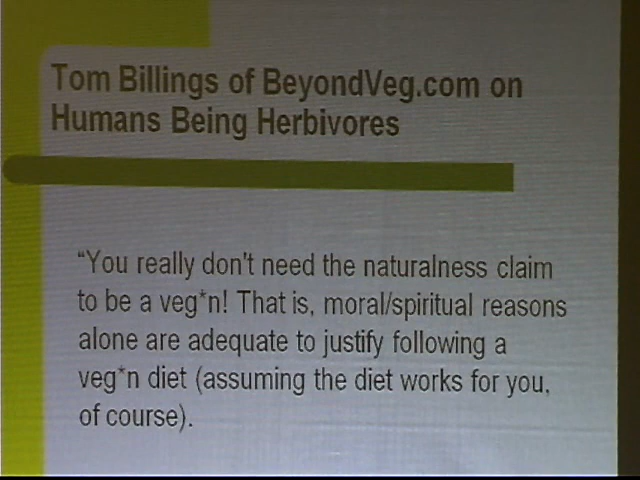 Tom Billings of BeyondVeg.com on
Humans Being Herbivores
“You really don't need the naturalness claim
to be a veg*n! That is, moral/spiritual reasons
alone are adequate to justify following a
veg*n diet (assuming the diet works for you,
of course).